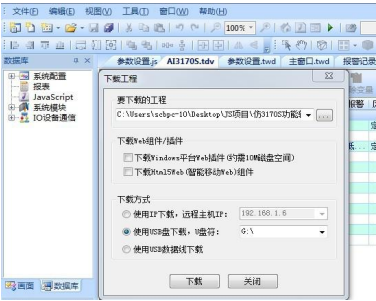 文件(F) 编辑(E) 视图(V) 工具(T) 窗口(W) 帮助(H)
100%
数据库
参数设置.js AI3170S.tdv 参数设置.twd 主窗口.twd 报警记录
系统配置
报表
JavaScript
系统模块
IO设备通信
下载工程
要下载的工程
C:\Users\scbpc-10\Desktop\JS项目\仿3170S功能
...
下载Web组件/插件
下载Windows平台Web插件(约需10M磁盘空间)
下载Html5Web(智能移动Web)组件
下载方式
使用IP下载，远程主机IP: 192.168.1.6
使用USB盘下载，U盘符: G:\
使用USB数据线下载
下载 关闭
画面 数据库